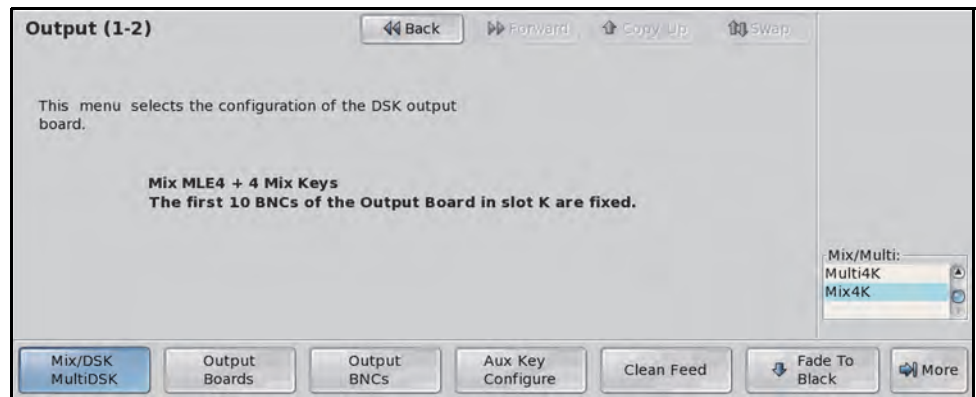 Output (1-2)
Back
Forward
Copy Up
Swap
This menu selects the configuration of the DSK output
board.
Mix MLE4 + 4 Mix Keys
The first 10 BNCs of the Output Board in slot K are fixed.
Mix/Multi:
Multi4K
Mix4K
Mix/DSK
MultiDSK
Output
Boards
Output
BNCs
Aux Key
Configure
Clean Feed
Fade To
Black
More